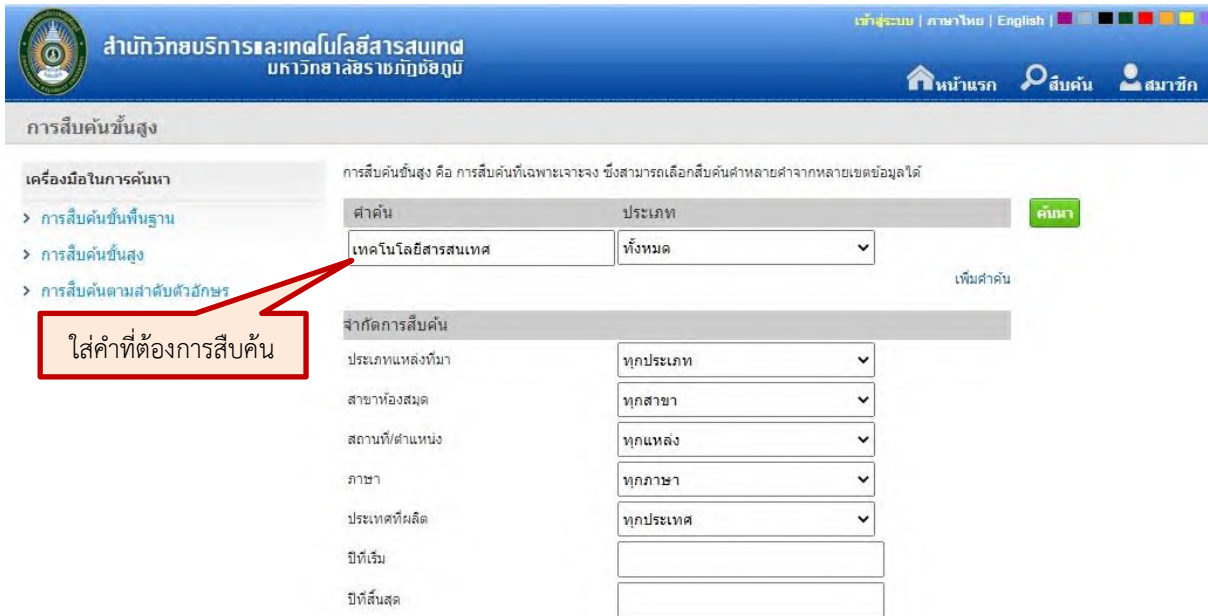 เข้าสู่ระบบ | ภาษาไทย | English |
สำนักวิทยบริการและเทคโนโลยีสารสนเทศ
มหาวิทยาลัยราชภัฏชัยภูมิ
หน้าแรก สืบค้น สมาชิก
การสืบค้นขั้นสูง
เครื่องมือในการค้นหา
การสืบค้นขั้นพื้นฐาน
การสืบค้นขั้นสูง
การสืบค้นตามลำดับตัวอักษร
ใส่คำที่ต้องการสืบค้น
การสืบค้นขั้นสูง คือ การสืบค้นที่เฉพาะเจาะจง ซึ่งสามารถเลือกสืบค้นคำหลายคำจากหลายเขตข้อมูลได้
คำค้น ประเภท ค้นหา
เทคโนโลยีสารสนเทศ ทั้งหมด
เพิ่มคำค้น
จำกัดการสืบค้น
ประเภทแหล่งที่มา ทุกประเภท
สาขาห้องสมุด ทุกสาขา
สถานที่/ตำแหน่ง ทุกแหล่ง
ภาษา ทุกภาษา
ประเทศที่ผลิต ทุกประเทศ
ปีที่เริ่ม
ปีที่สิ้นสุด